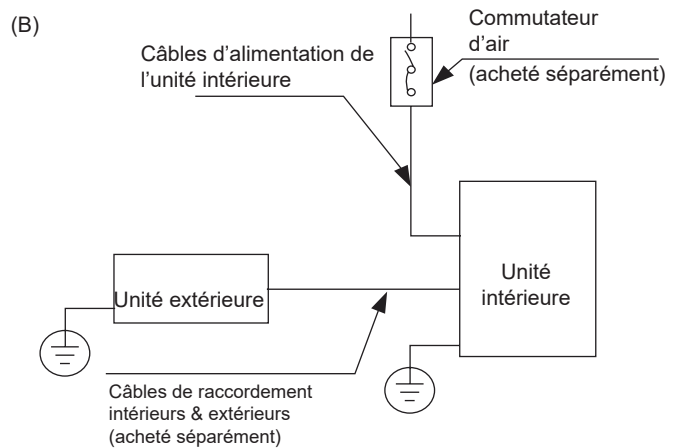 (B)
Câbles d’alimentation de
l’unité intérieure
Commutateur
d’air
(acheté séparément)
Unité extérieure
Unité
intérieure
Câbles de raccordement
intérieurs & extérieurs
(acheté séparément)